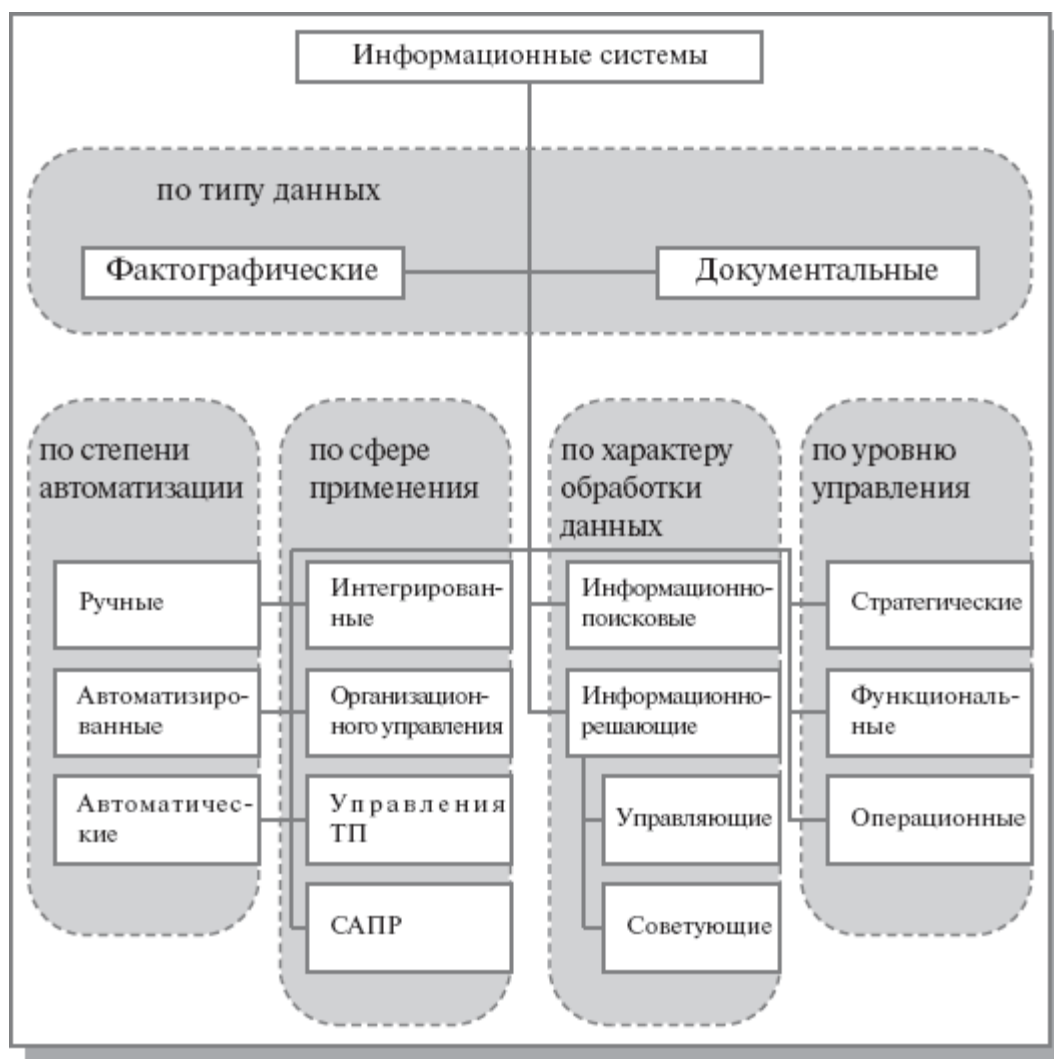 Информационные системы
по типу данных
Фактографические
Документальные
по степени
автоматизации
Ручные
Автоматизиро-
ванные
Автоматичес-
кие
по сфере
применения
Интегрирован-
ные
Организацион-
ного управления
Управления
ТП
САПР
по характеру
обработки
данных
Информационно-
поисковые
Информационно-
решающие
Управляющие
Советующие
по уровню
управления
Стратегические
Функциональ-
ные
Операционные